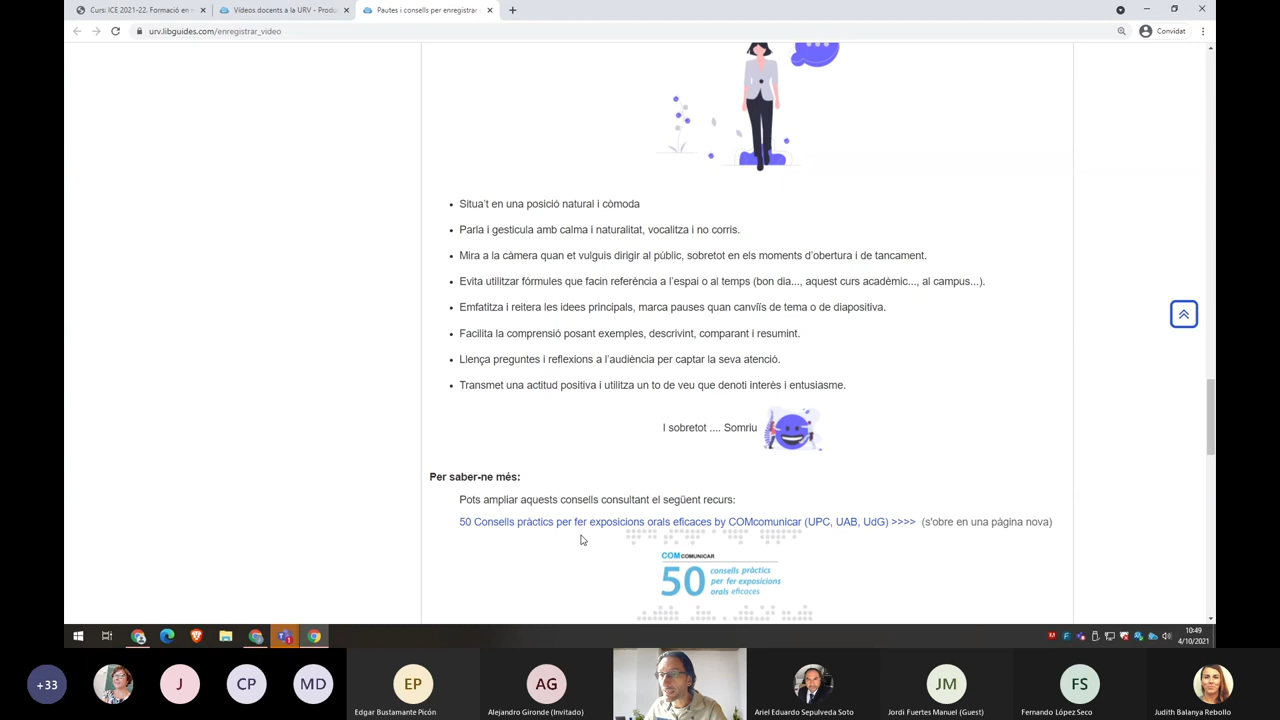 Curs: ICE 2021-22. Formació en
Vídeos docents a la URV - Produ
Pautes i consells per enregistrar
urv.libguides.com/enregistrar_video
Convidat
Situa't en una posició natural i còmoda
Parla i gesticula amb calma i naturalitat, vocalitza i no corris.
Mira a la càmera quan et vulguis dirigir al públic, sobretot en els moments d'obertura i de tancament.
Evita utilitzar fórmules que facin referència a l'espai o al temps (bon dia..., aquest curs acadèmic..., al campus...).
Emfatitza i reitera les idees principals, marca pauses quan canvïïs de tema o de diapositiva.
Facilita la comprensió posant exemples, descrivint, comparant i resumint.
Llença preguntes i reflexions a l'audiència per captar la seva atenció.
Transmet una actitud positiva i utilitza un to de veu que denoti interès i entusiasme.
I sobretot .... Somriu
Per saber-ne més:
Pots ampliar aquests consells consultant el següent recurs:
50 Consells pràctics per fer exposicions orals eficaces by COMcomunicar (UPC, UAB, UdG) >>>> (s'obre en una pàgina nova)
COMCOMUNICAR
50 consells pràctics
per fer exposicions
orals eficaces
10:49
4/10/2021
+33
J
CP
MD
EP
AG
JM
FS
Edgar Bustamante Picón
Alejandro Gironde (Invitado)
Ariel Eduardo Sepulveda Soto
Jordi Fuertes Manuel (Guest)
Fernando López Seco
Judith Balanya Rebollo